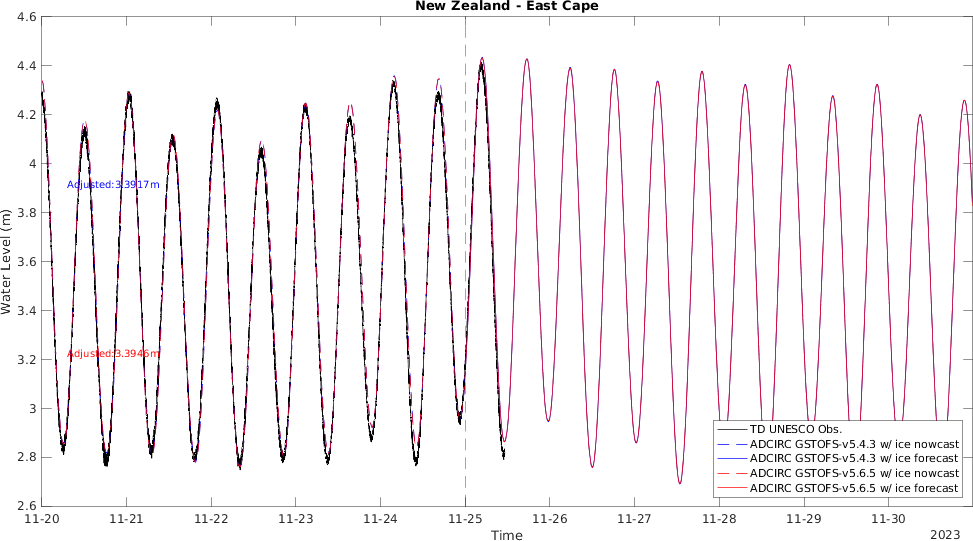 New Zealand - East Cape
4.6
4.4
4.2
4
3.8
3.6
3.4
3.2
3
2.8
2.6
Water Level (m)
Adjusted:3.3917m
Adjusted:3.3946m
TD UNESCO Obs.
ADCIRC GSTOFS-v5.4.3 w/ ice nowcast
ADCIRC GSTOFS-v5.4.3 w/ ice forecast
ADCIRC GSTOFS-v5.6.5 w/ ice nowcast
ADCIRC GSTOFS-v5.6.5 w/ ice forecast
11-20 11-21 11-22 11-23 11-24 11-25 11-26 11-27 11-28 11-29 11-30
Time
2023